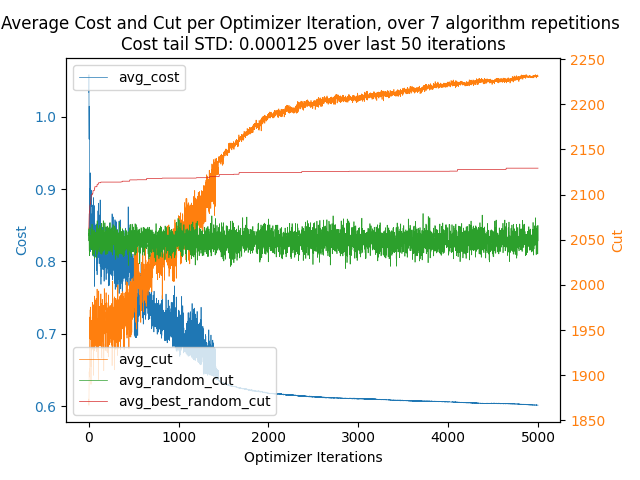 Average Cost and Cut per Optimizer Iteration, over 7 algorithm repetitions
Cost tail STD: 0.000125 over last 50 iterations
avg_cost
1.0
0.9
0.8
0.7
0.6
Cost
2250
2200
2150
2100
2050
2000
1950
1900
1850
Cut
avg_cut
avg_random_cut
avg_best_random_cut
0 1000 2000 3000 4000 5000
Optimizer Iterations